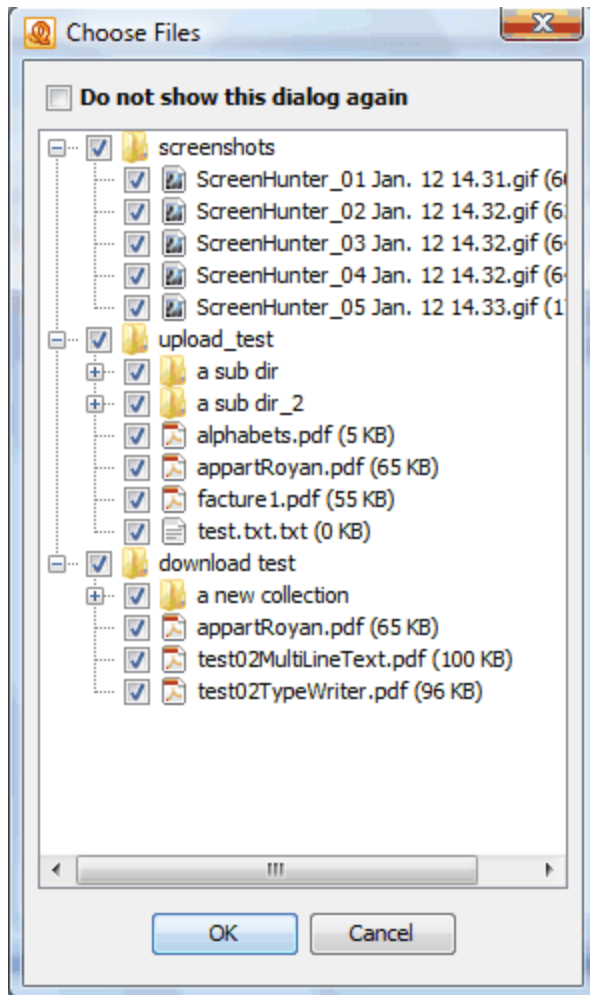 Choose Files
Do not show this dialog again
screenshots
ScreenHunter_01 Jan. 12 14.31.gif
ScreenHunter_02 Jan. 12 14.32.gif
ScreenHunter_03 Jan. 12 14.32.gif
ScreenHunter_04 Jan. 12 14.32.gif
ScreenHunter_05 Jan. 12 14.33.gif
upload_test
a sub dir
a sub dir_2
alphabets.pdf (5 KB)
appartRoyan.pdf (65 KB)
facture1.pdf (55 KB)
test.txt.txt (0 KB)
download test
a new collection
appartRoyan.pdf (65 KB)
test02MultiLineText.pdf (100 KB)
test02TypeWriter.pdf (96 KB)
OK
Cancel